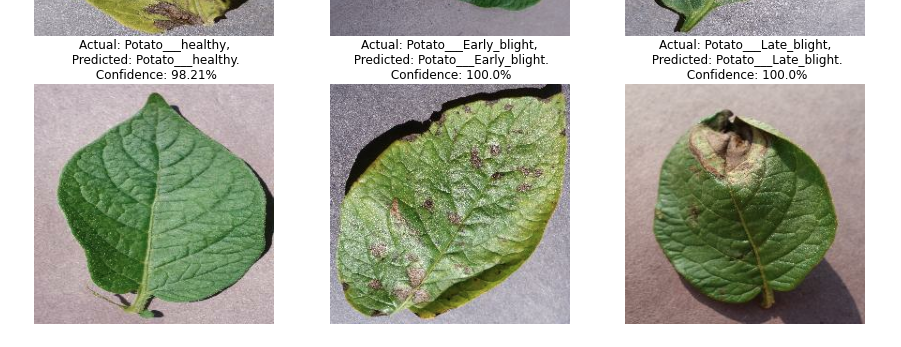 Actual: Potato___healthy,
Predicted: Potato___healthy.
Confidence: 98.21%
Actual: Potato___Early_blight,
Predicted: Potato___Early_blight.
Confidence: 100.0%
Actual: Potato___Late_blight,
Predicted: Potato___Late_blight.
Confidence: 100.0%